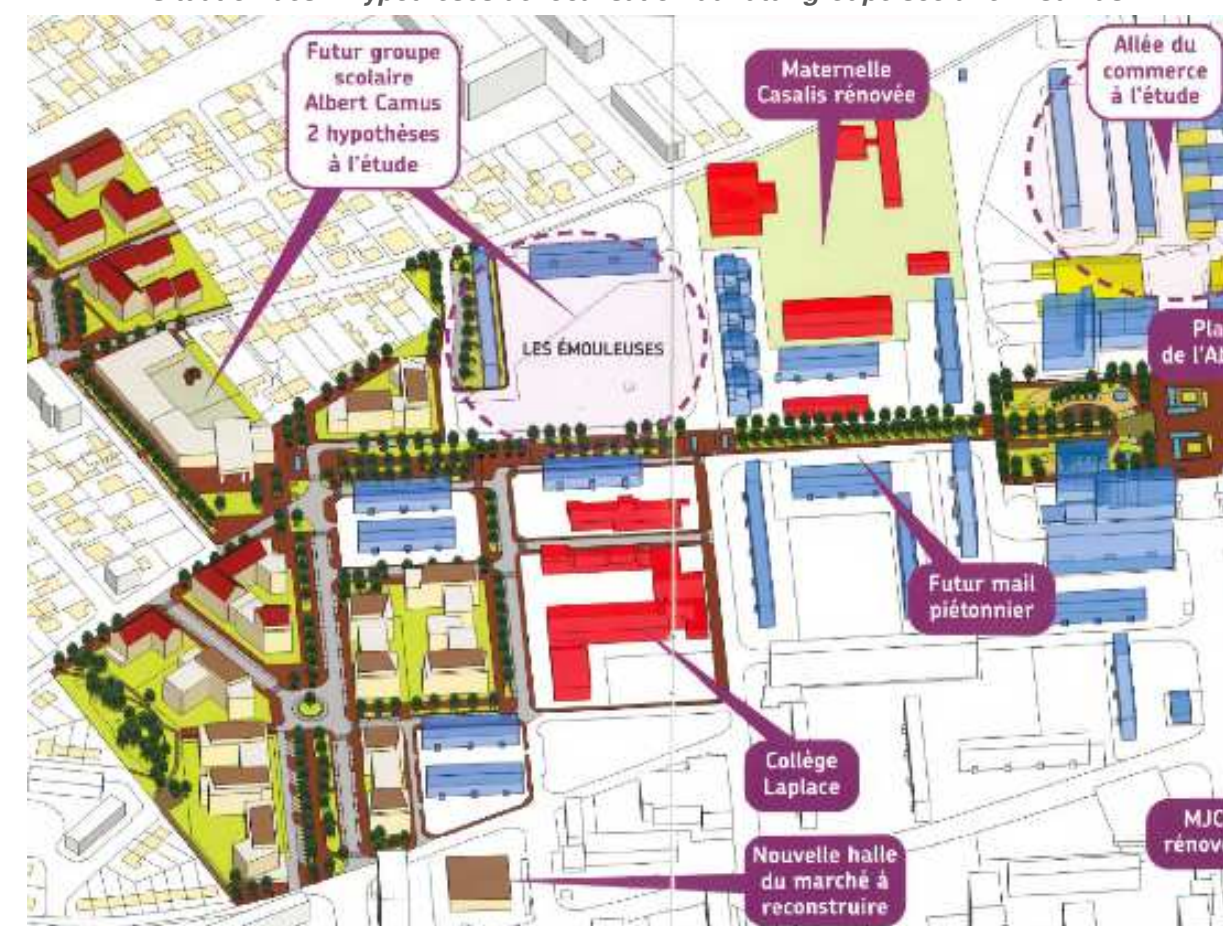 Futur groupe
scolaire
Albert Camus
2 hypothèses
à l'étude
Maternelle
Casalis rénovée
Allée du
commerce
à l'étude
LES ÉMOULEUSES
Futur mail
piétonnier
Collège
Laplace
Nouvelle halle
du marché à
reconstruire